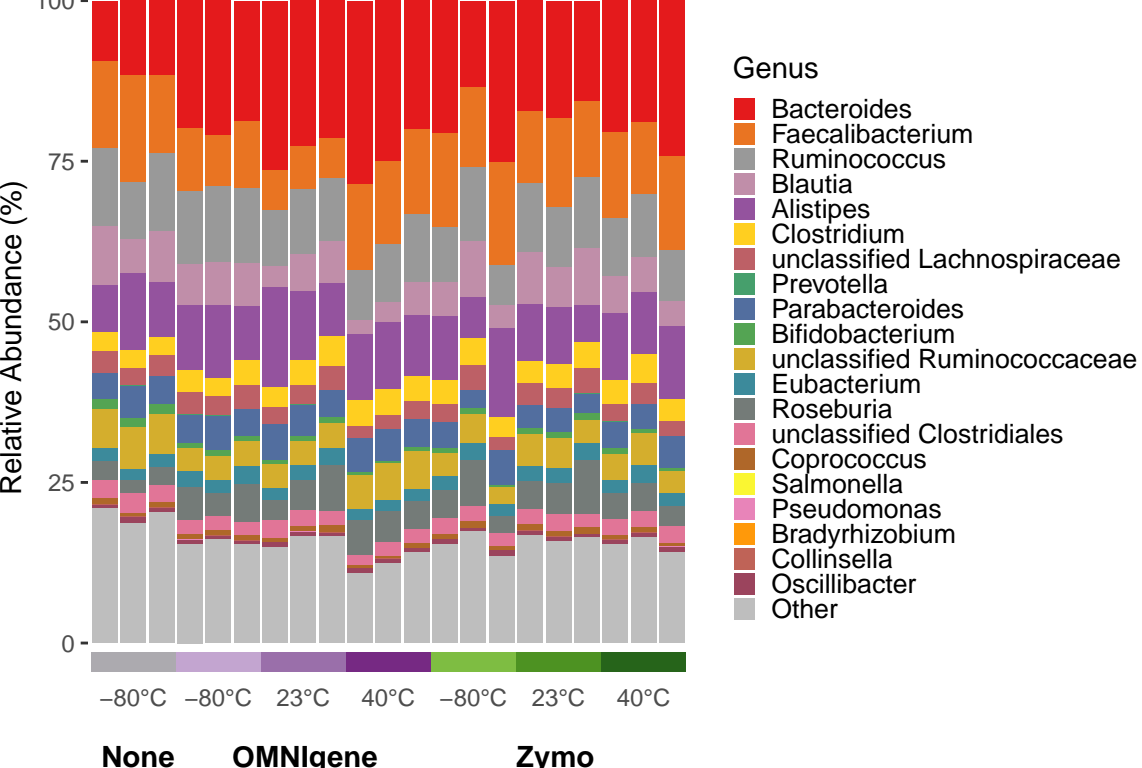 100
75
50
25
0
Relative Abundance (%)
Genus
Bacteroides
Faecalibacterium
Ruminococcus
Blautia
Alistipes
Clostridium
unclassified Lachnospiraceae
Prevotella
Parabacteroides
Bifidobacterium
unclassified Ruminococcaceae
Eubacterium
Roseburia
unclassified Clostridiales
Coprococcus
Salmonella
Pseudomonas
Bradyrhizobium
Collinsella
Oscillibacter
Other
−80°C −80°C 23°C 40°C −80°C 23°C 40°C
None OMNIgene Zymo